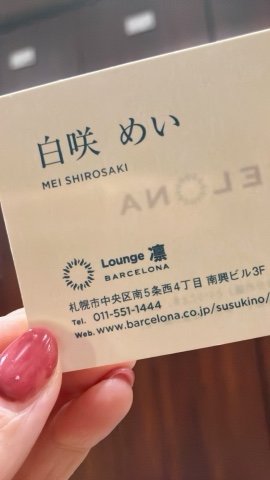 白咲 めい
MEI SHIROSAKI
ELONA
Lounge 凛
BARCELONA
札幌市中央区南5条西4丁目 南興ビル3F
Tel. 011-551-1444
Web. www.barcelona.co.jp/susukino/